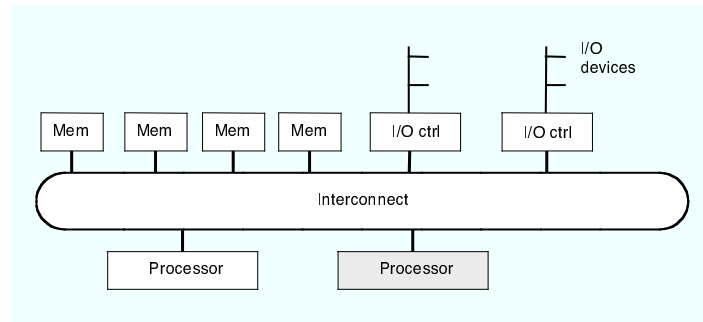 I/O
devices
Mem
Mem
Mem
Mem
I/O ctrl
I/O ctrl
Interconnect
Processor
Processor